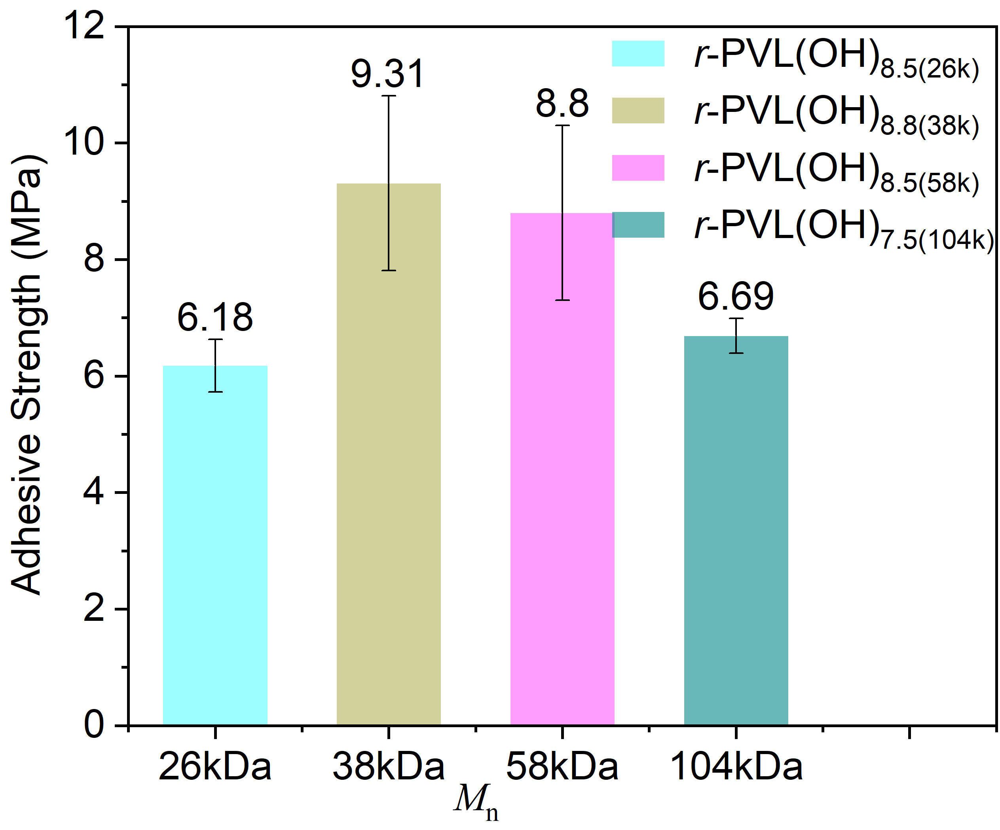 12
10
8
6
4
2
0
Adhesive Strength (MPa)
6.18
9.31
8.8
6.69
r-PVL(OH)8.5(26k)
r-PVL(OH)8.8(38k)
r-PVL(OH)8.5(58k)
r-PVL(OH)7.5(104k)
26kDa 38kDa 58kDa 104kDa
Mn